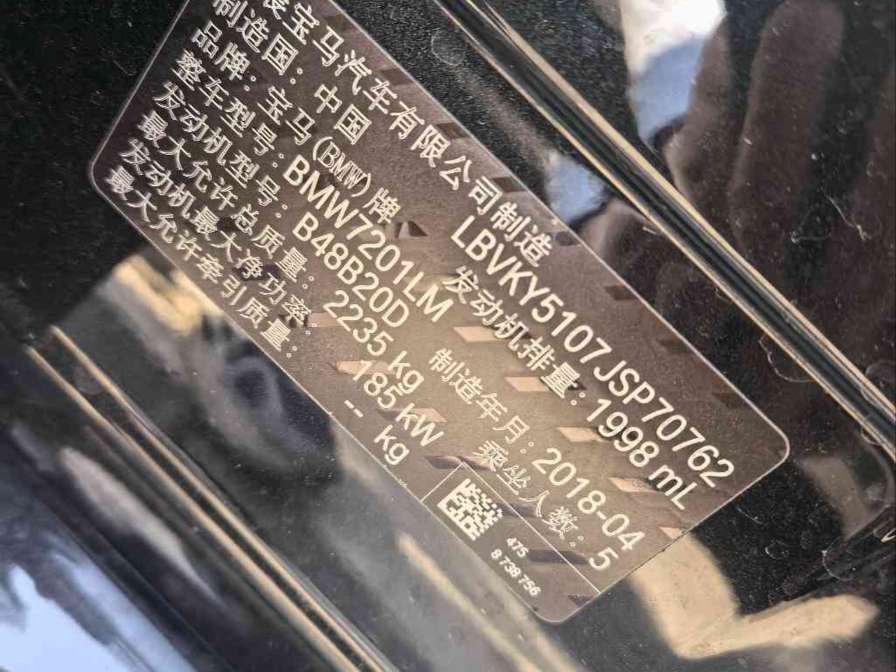 宝马汽车有限公司制造
制造国: 中国 LBVKY5107JSP70762
品牌: 宝马(BMW)牌 发动机排量: 1998 mL
整车型号: BMW7201LM
发动机型号: B48B20D 制造年月: 2018-04
最大允许总质量: 2235 kg 乘坐人数: 5
发动机最大净功率: 185 kW
最大允许牵引质量: -- kg
475
8 738 756